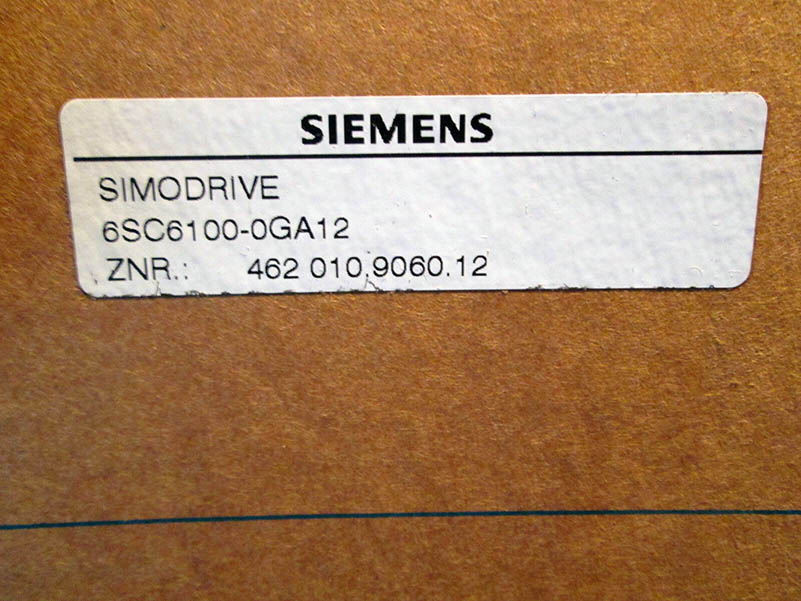 SIEMENS
SIMODRIVE
6SC6100-0GA12
ZNR.: 462 010.9060.12